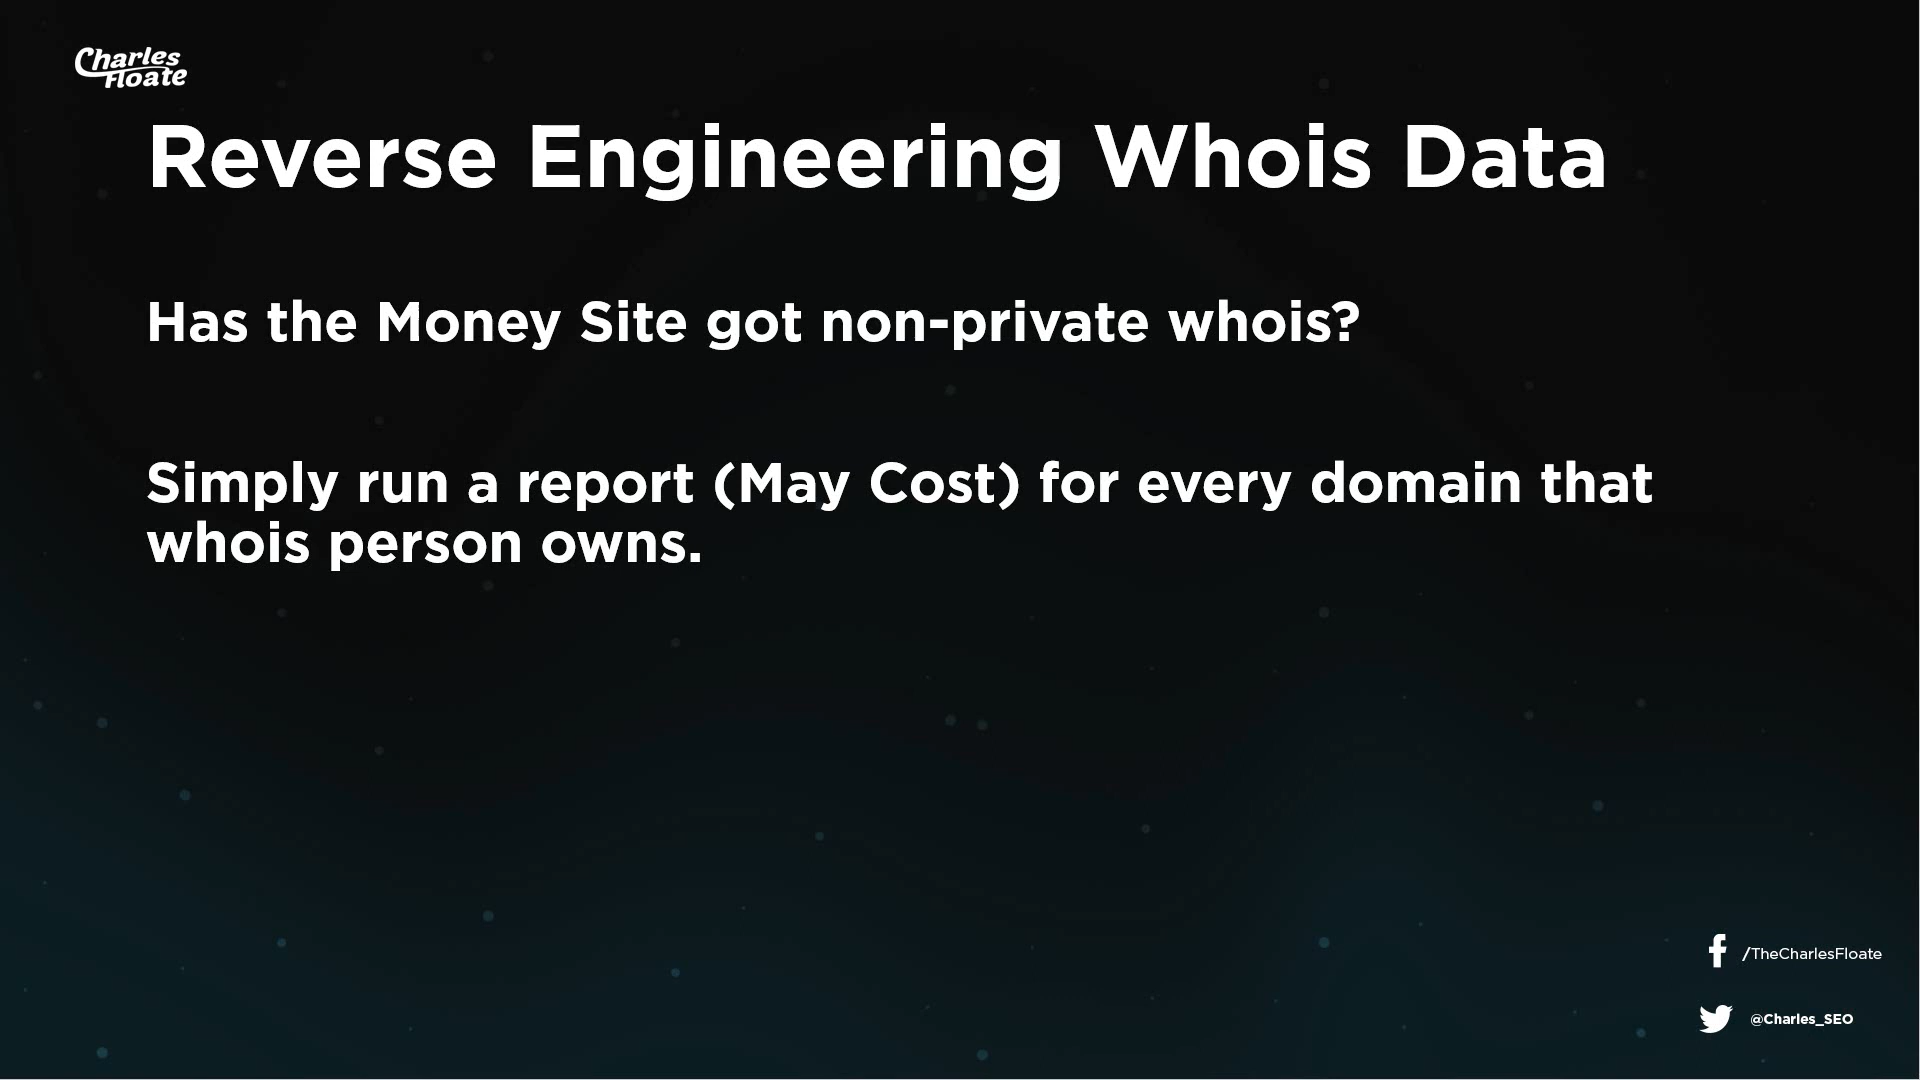 Charles
Floate
Reverse Engineering Whois Data
Has the Money Site got non-private whois?
Simply run a report (May Cost) for every domain that
whois person owns.
/TheCharlesFloate
@Charles_SEO